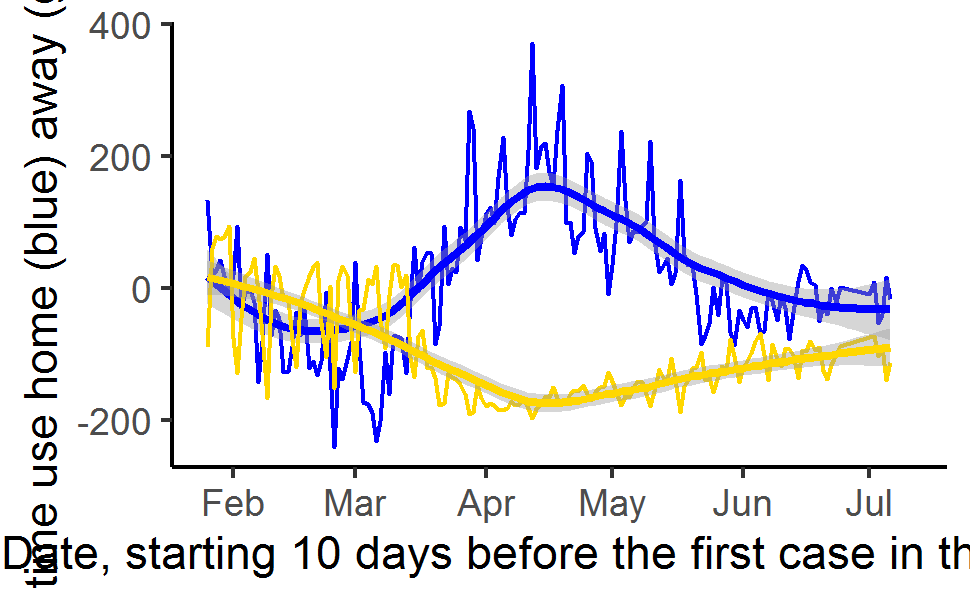 time use home (blue) away (
400
200
0
-200
Feb Mar Apr May Jun Jul
Date, starting 10 days before the first case in th